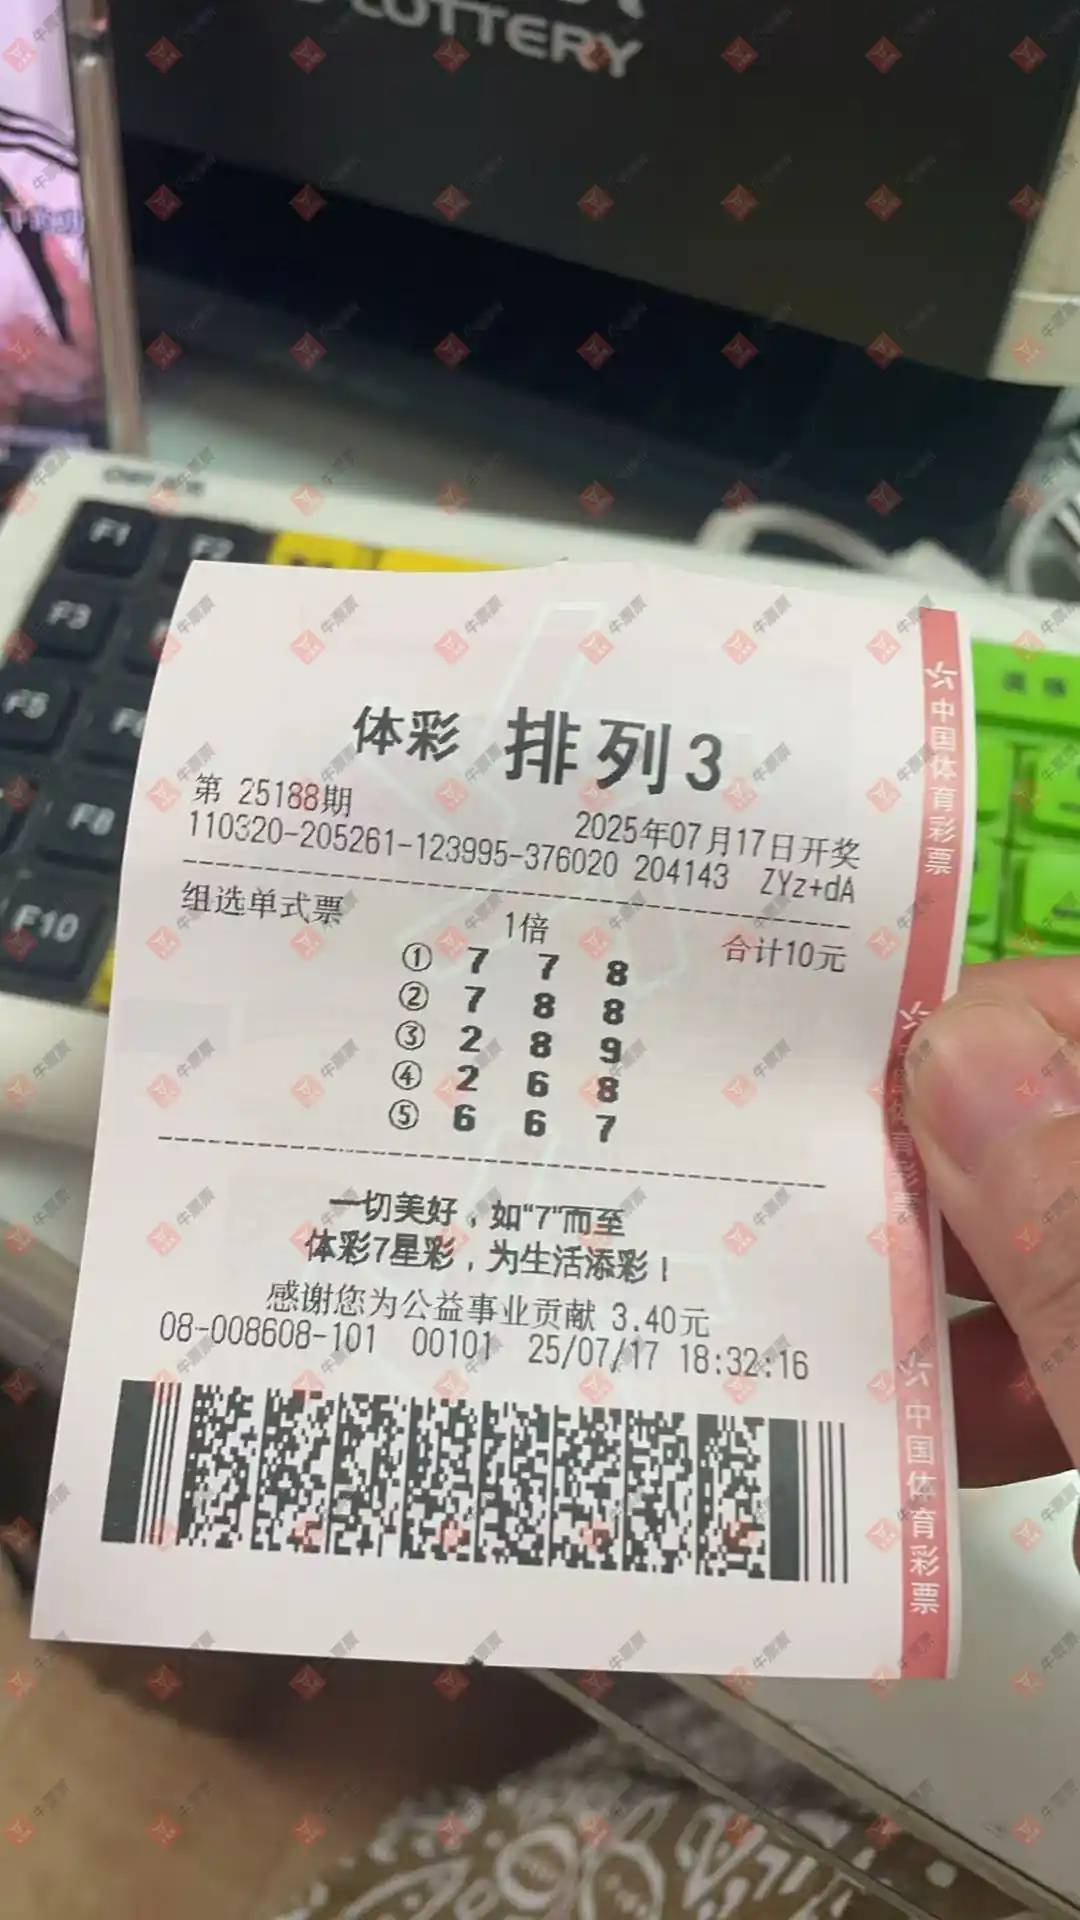 LOTTERY
F1
F2
F3
F5
F8
F10
体彩 排列3
第 25188期
2025年07月17日开奖
110320-205261-123995-376020 204143 ZYz+dA
组选单式票
1倍
合计10元
① 7 7 8
② 7 8 8
③ 2 8 9
④ 2 6 8
⑤ 6 6 7
一切美好，如“7”而至
体彩7星彩，为生活添彩！
感谢您为公益事业贡献 3.40元
08-008608-101 00101 25/07/17 18:32:16
中国体育彩票
中国体育彩票
牛票票